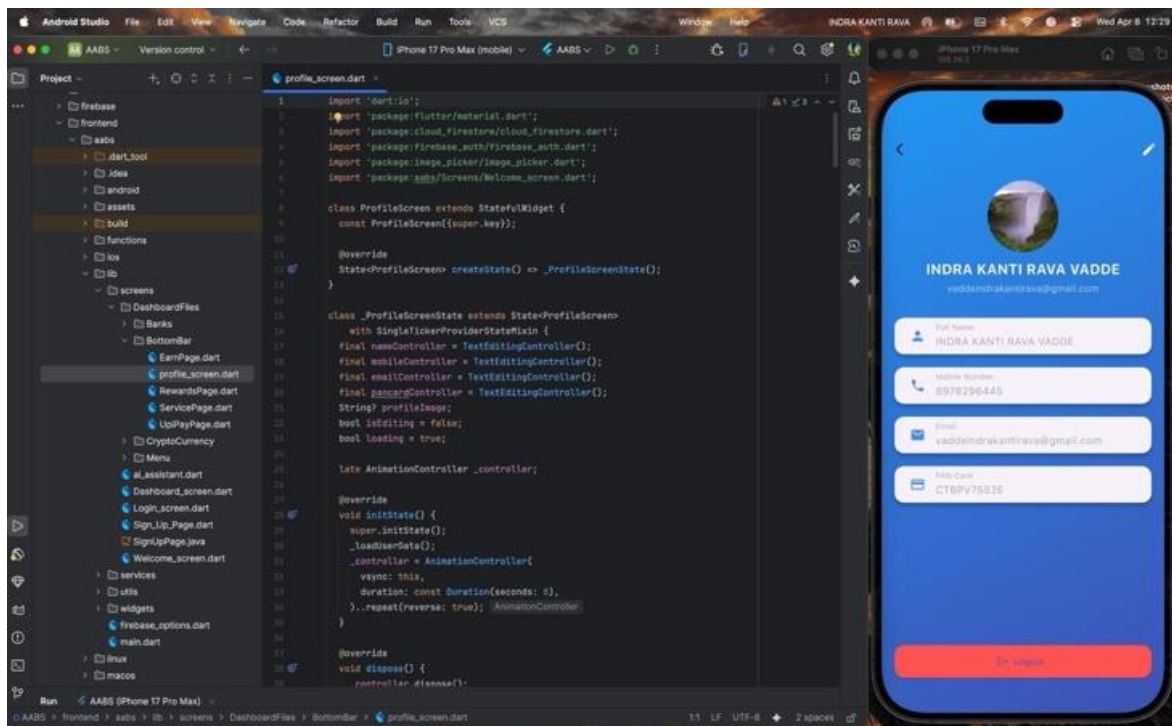 Android Studio File Edit View Navigate Code Refactor Build Run Tools VCS Window Help INDRA KANTI RAVA Wed Apr 8 12:29
AABS Version control iPhone 17 Pro Max (mobile) AABS
Project
profile_screen.dart
firebase
frontend
aabs
.dart_tool
.idea
android
assets
build
functions
ios
lib
screens
DashboardFiles
Banks
BottomBar
EarnPage.dart
profile_screen.dart
RewardsPage.dart
ServicePage.dart
UpiPayPage.dart
CryptoCurrency
Menu
ai_assistant.dart
Dashboard_screen.dart
Login_screen.dart
Sign_Up_Page.dart
SignUpPage.java
Welcome_screen.dart
services
utils
widgets
firebase_options.dart
main.dart
linux
macos
import 'dart:io';
import 'package:flutter/material.dart';
import 'package:cloud_firestore/cloud_firestore.dart';
import 'package:firebase_auth/firebase_auth.dart';
import 'package:image_picker/image_picker.dart';
import 'package:aabs/Screens/Welcome_screen.dart';
class ProfileScreen extends StatefulWidget {
const ProfileScreen({super.key});
@override
State<ProfileScreen> createState() => _ProfileScreenState();
}
class _ProfileScreenState extends State<ProfileScreen>
with SingleTickerProviderStateMixin {
final nameController = TextEditingController();
final mobileController = TextEditingController();
final emailController = TextEditingController();
final pancardController = TextEditingController();
String? profileImage;
bool isEditing = false;
bool loading = true;
late AnimationController _controller;
@override
void initState() {
super.initState();
_loadUserData();
_controller = AnimationController(
vsync: this,
duration: const Duration(seconds: 8),
)..repeat(reverse: true); AnimationController
}
@override
void dispose() {
_controller.dispose();
Run AABS (iPhone 17 Pro Max)
AABS > frontend > aabs > lib > screens > DashboardFiles > BottomBar > profile_screen.dart 1:1 LF UTF-8 2 spaces
iPhone 17 Pro Max
INDRA KANTI RAVA VADDE
vaddeindrakantirava@gmail.com
Full Name
INDRA KANTI RAVA VADDE
Mobile Number
8978296445
Email
vaddeindrakantirava@gmail.com
PAN Card
Logout